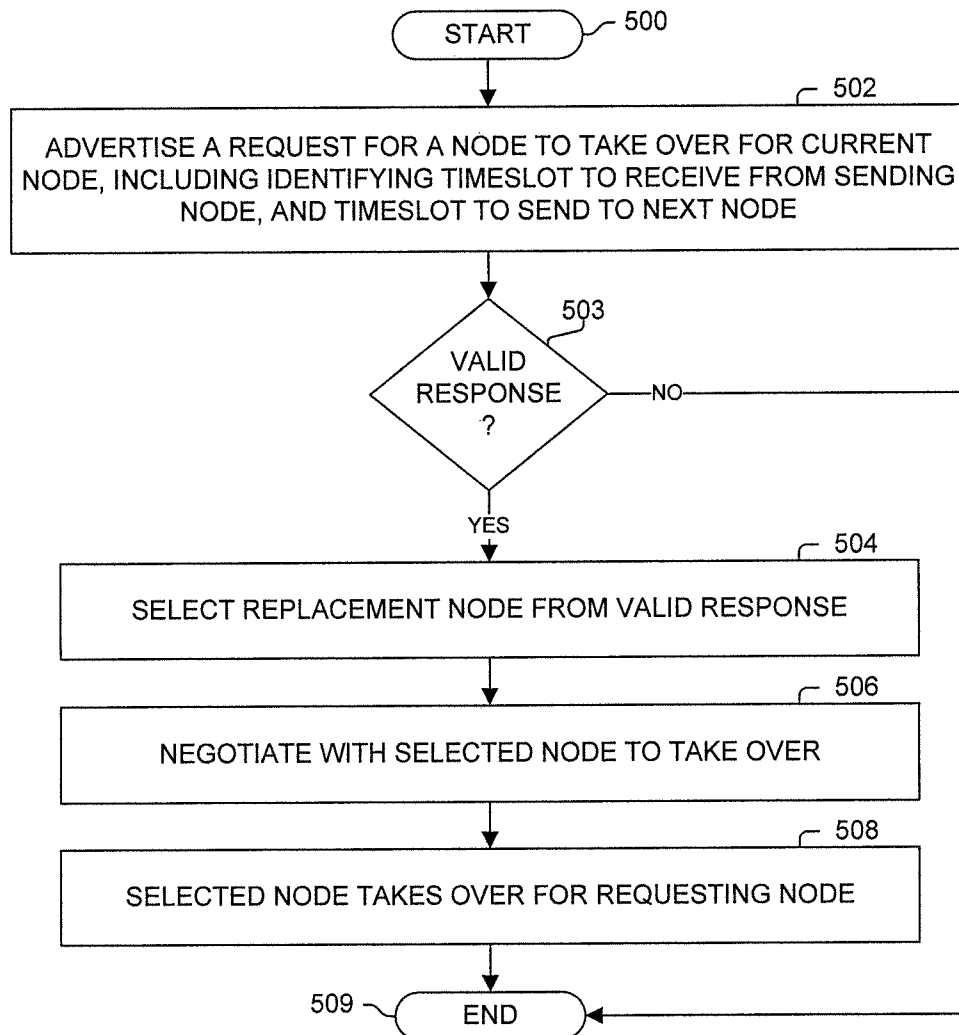 START
500
502
ADVERTISE A REQUEST FOR A NODE TO TAKE OVER FOR CURRENT
NODE, INCLUDING IDENTIFYING TIMESLOT TO RECEIVE FROM SENDING
NODE, AND TIMESLOT TO SEND TO NEXT NODE
503
VALID
RESPONSE
?
NO
YES
504
SELECT REPLACEMENT NODE FROM VALID RESPONSE
506
NEGOTIATE WITH SELECTED NODE TO TAKE OVER
508
SELECTED NODE TAKES OVER FOR REQUESTING NODE
509
END